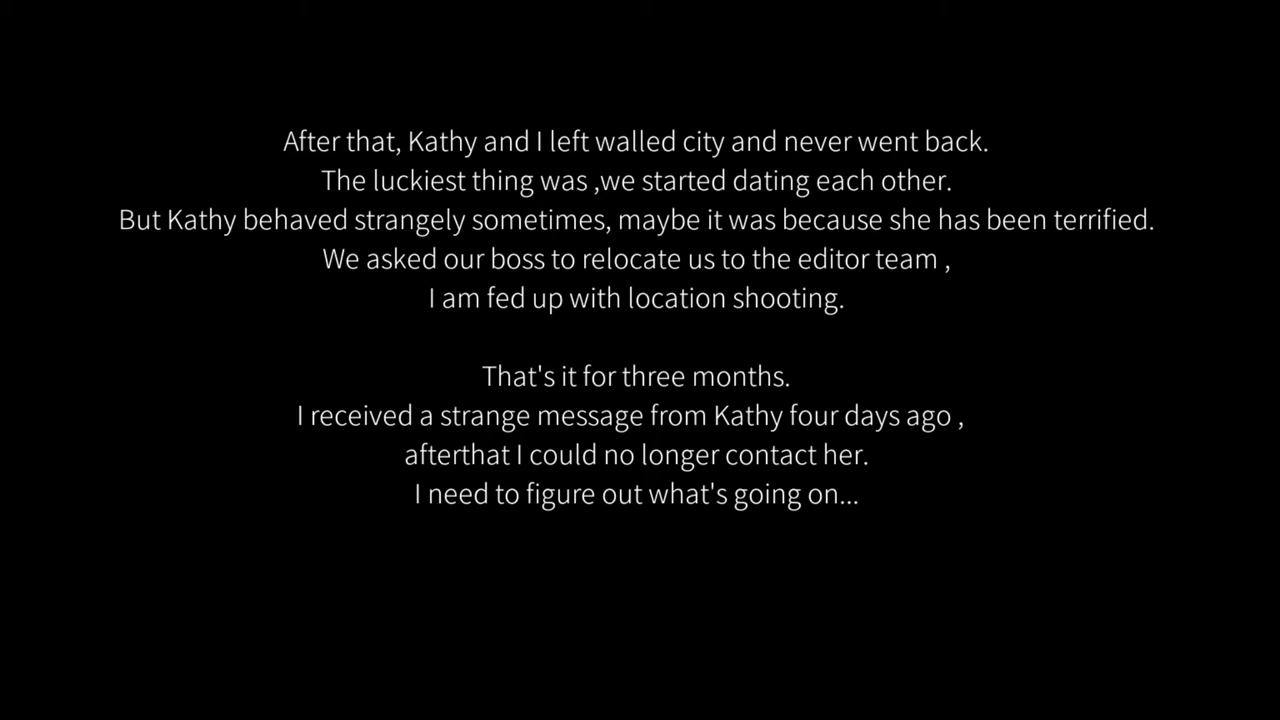 After that, Kathy and I left walled city and never went back.
The luckiest thing was ,we started dating each other.
But Kathy behaved strangely sometimes, maybe it was because she has been terrified.
We asked our boss to relocate us to the editor team ,
I am fed up with location shooting.
That's it for three months.
I received a strange message from Kathy four days ago ,
afterthat I could no longer contact her.
I need to figure out what's going on...